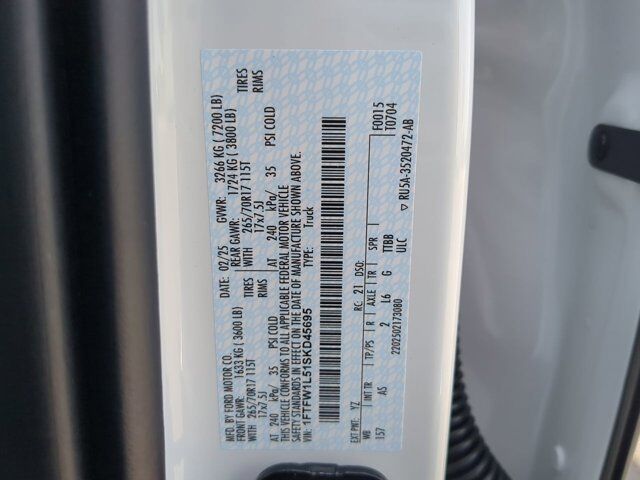 MFD. BY FORD MOTOR CO.
DATE: 02/25 GVWR: 3266 KG ( 7200 LB)
FRONT GAWR: 1633 KG ( 3600 LB) REAR GAWR: 1724 KG ( 3800 LB)
WITH 265/70R17 115T TIRES WITH 265/70R17 115T TIRES
17x7.5J RIMS 17x7.5J RIMS
AT 240 kPa/ 35 PSI COLD AT 240 kPa/ 35 PSI COLD
THIS VEHICLE CONFORMS TO ALL APPLICABLE FEDERAL MOTOR VEHICLE
SAFETY STANDARDS IN EFFECT ON THE DATE OF MANUFACTURE SHOWN ABOVE.
VIN: 1FTFW1L51SKD45695 TYPE: Truck
EXT PNT: YZ RC: 21 DSO: F0015
WB INT TR TP/PS R AXLE TR SPR T0704
157 AS 2 L6 G TTBB
2202502173080 ULC ▽ RU5A-3520472-AB